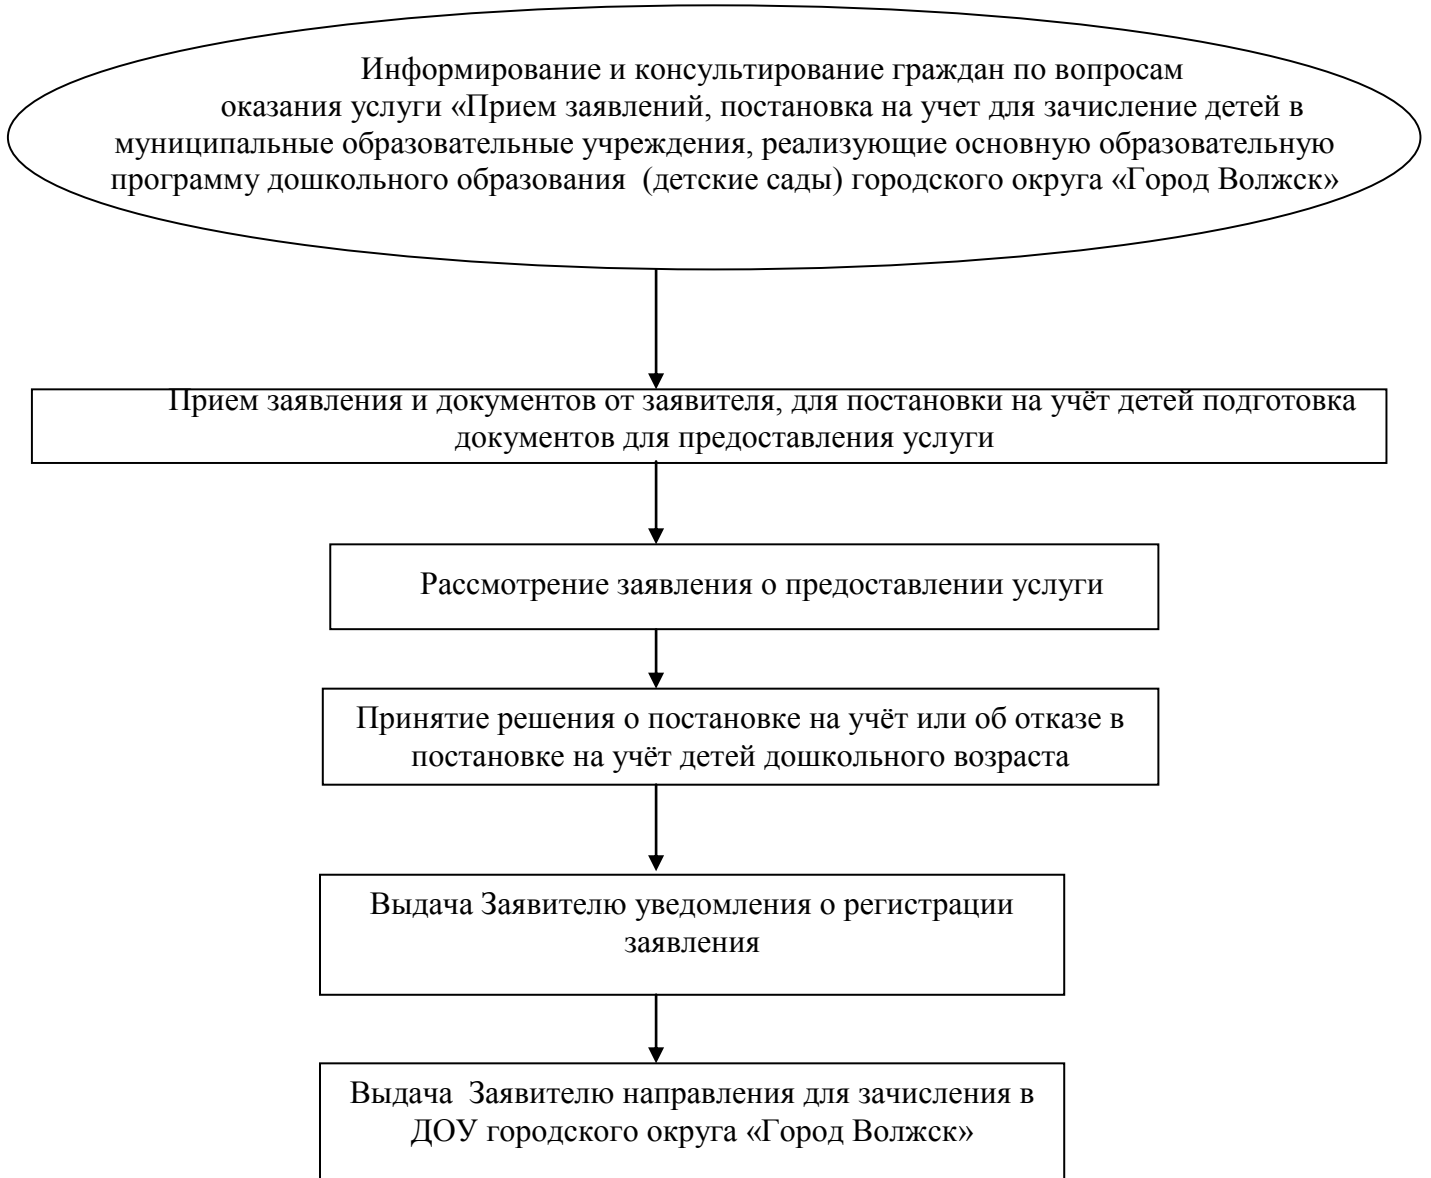 Информирование и консультирование граждан по вопросам
оказания услуги «Прием заявлений, постановка на учет для зачисление детей в
муниципальные образовательные учреждения, реализующие основную образовательную
программу дошкольного образования (детские сады) городского округа «Город Волжск»
Прием заявления и документов от заявителя, для постановки на учёт детей подготовка
документов для предоставления услуги
Рассмотрение заявления о предоставлении услуги
Принятие решения о постановке на учёт или об отказе в
постановке на учёт детей дошкольного возраста
Выдача Заявителю уведомления о регистрации
заявления
Выдача Заявителю направления для зачисления в
ДОУ городского округа «Город Волжск»